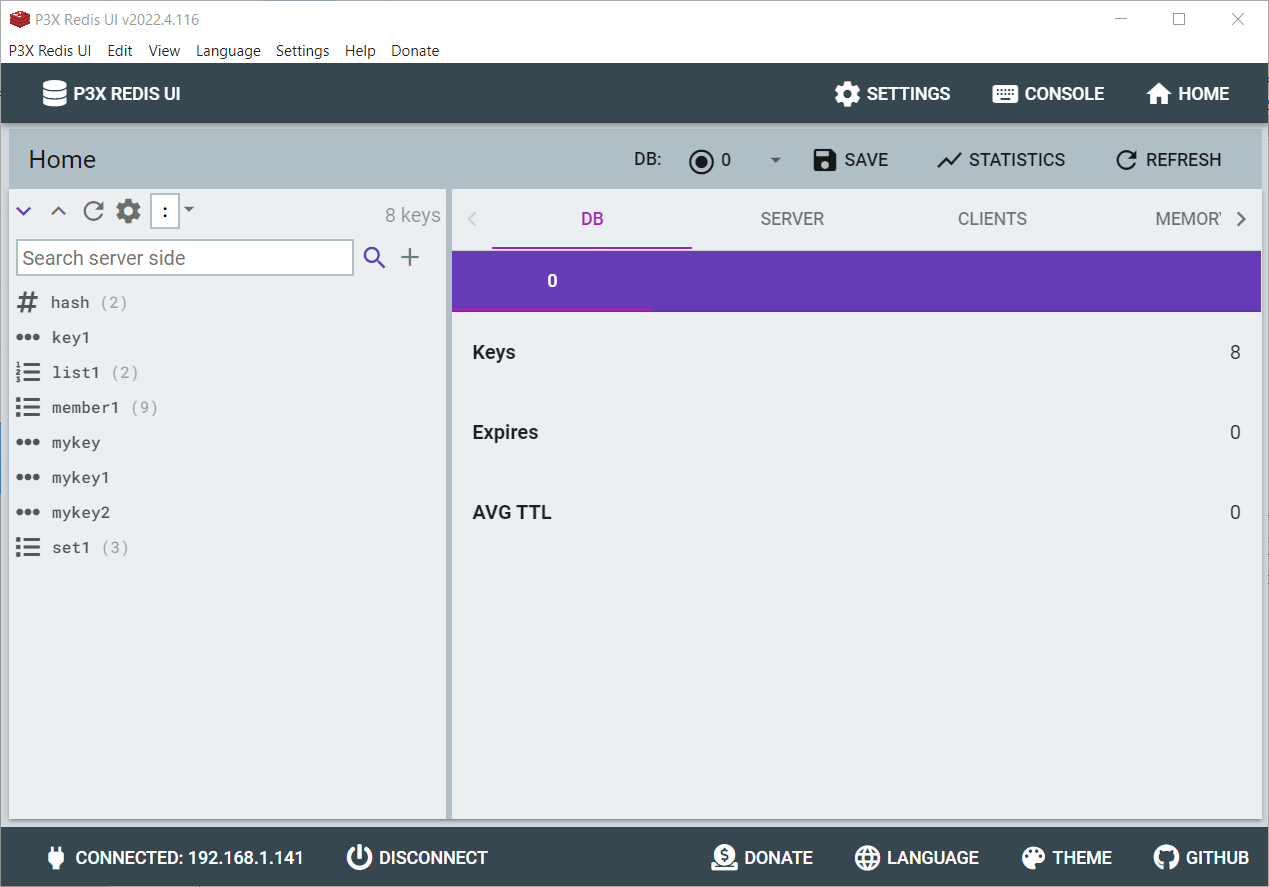 P3X Redis UI v2022.4.116
P3X Redis UI Edit View Language Settings Help Donate
P3X REDIS UI SETTINGS CONSOLE HOME
Home DB: 0 SAVE STATISTICS REFRESH
: 8 keys
Search server side
hash (2)
key1
list1 (2)
member1 (9)
mykey
mykey1
mykey2
set1 (3)
DB SERVER CLIENTS MEMOR
0
Keys 8
Expires 0
AVG TTL 0
CONNECTED: 192.168.1.141 DISCONNECT DONATE LANGUAGE THEME GITHUB